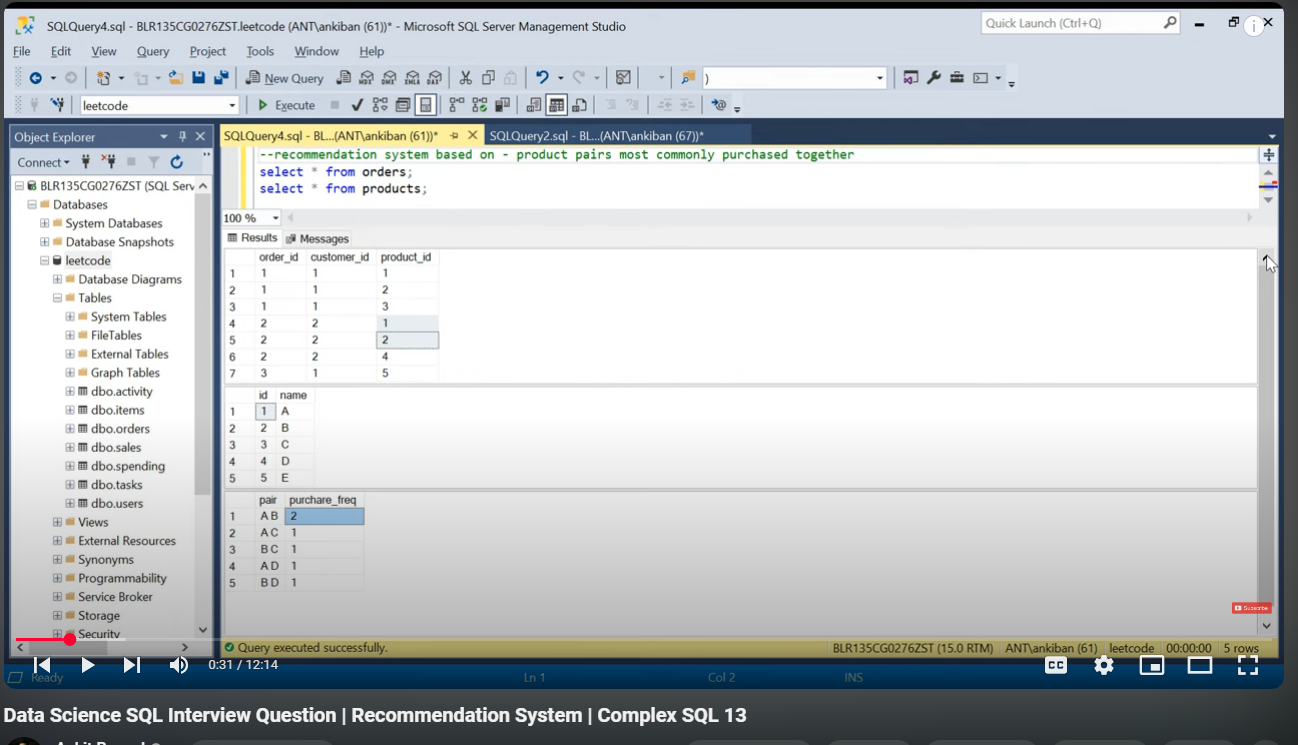 SQLQuery4.sql - BLR135CG0276ZST.leetcode (ANT\ankiban (61))* - Microsoft SQL Server Management Studio
Quick Launch (Ctrl+Q)
File Edit View Query Project Tools Window Help
New Query
)
leetcode
Execute
Object Explorer
SQLQuery4.sql - BL...(ANT\ankiban (61))*
SQLQuery2.sql - BL...(ANT\ankiban (67))*
Connect
BLR135CG0276ZST (SQL Serv
Databases
System Databases
Database Snapshots
leetcode
Database Diagrams
Tables
System Tables
FileTables
External Tables
Graph Tables
dbo.activity
dbo.items
dbo.orders
dbo.sales
dbo.spending
dbo.tasks
dbo.users
Views
External Resources
Synonyms
Programmability
Service Broker
Storage
Security
--recommendation system based on - product pairs most commonly purchased together
select * from orders;
select * from products;
100 %
Results Messages
order_id customer_id product_id
1 1 1 1
2 1 1 2
3 1 1 3
4 2 2 1
5 2 2 2
6 2 2 4
7 3 1 5
id name
1 1 A
2 2 B
3 3 C
4 4 D
5 5 E
pair purchare_freq
1 A B 2
2 A C 1
3 B C 1
4 A D 1
5 B D 1
Subscribe
Query executed successfully.
BLR135CG0276ZST (15.0 RTM) ANT\ankiban (61) leetcode 00:00:00 5 rows
0:31 / 12:14
CC
Ready Ln 1 Col 2 INS
Data Science SQL Interview Question | Recommendation System | Complex SQL 13